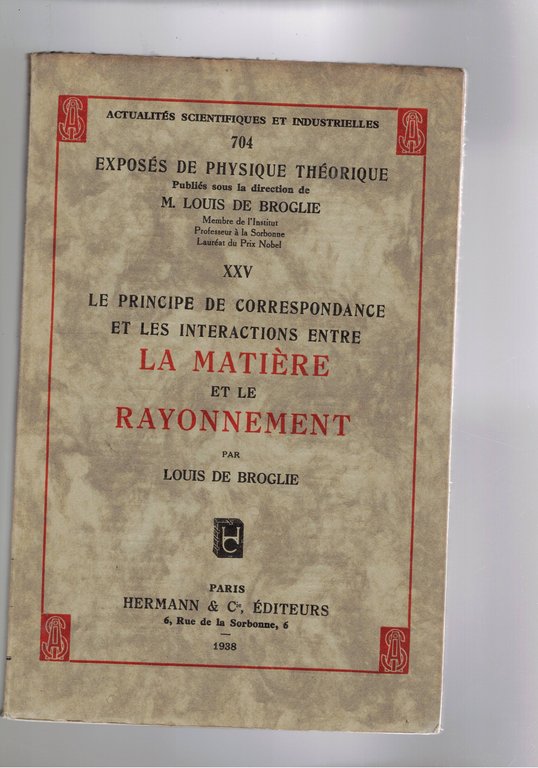 ACTUALITÉS SCIENTIFIQUES ET INDUSTRIELLES
704
EXPOSÉS DE PHYSIQUE THÉORIQUE
Publiés sous la direction de
M. LOUIS DE BROGLIE
Membre de l'Institut
Professeur à la Sorbonne
Lauréat du Prix Nobel
XXV
LE PRINCIPE DE CORRESPONDANCE
ET LES INTERACTIONS ENTRE
LA MATIÈRE
ET LE
RAYONNEMENT
PAR
LOUIS DE BROGLIE
HC
PARIS
HERMANN & Cie, ÉDITEURS
6, Rue de la Sorbonne, 6
1938